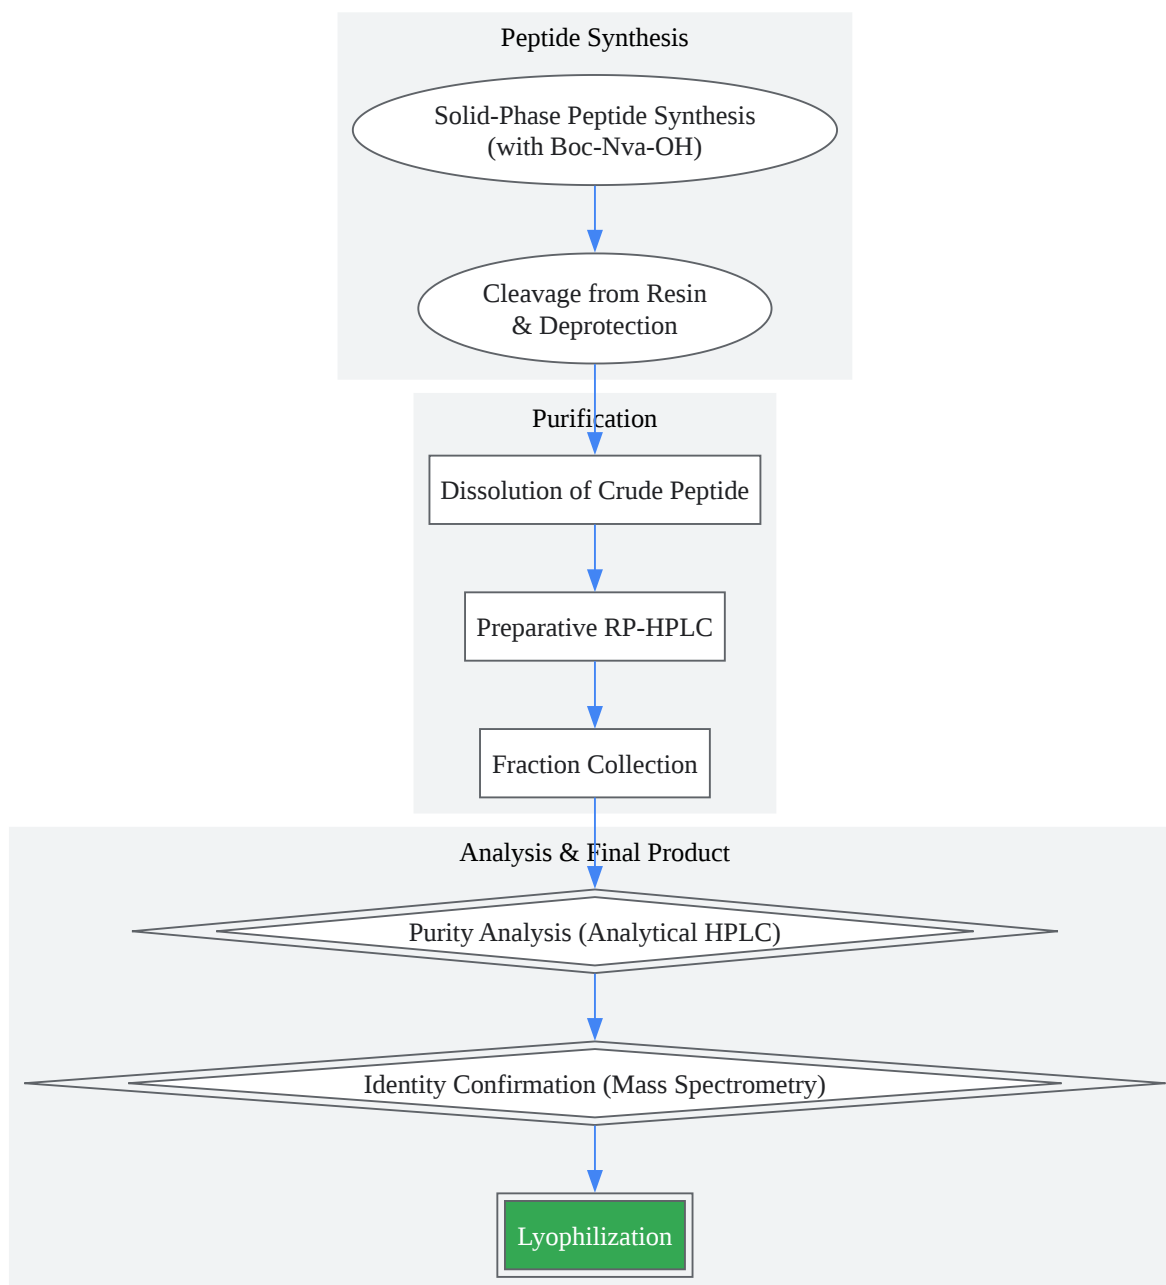 Peptide Synthesis
Solid-Phase Peptide Synthesis
(with Boc-Nva-OH)
Cleavage from Resin
& Deprotection
Purification
Dissolution of Crude Peptide
Preparative RP-HPLC
Fraction Collection
Analysis & Final Product
Purity Analysis (Analytical HPLC)
Identity Confirmation (Mass Spectrometry)
Lyophilization